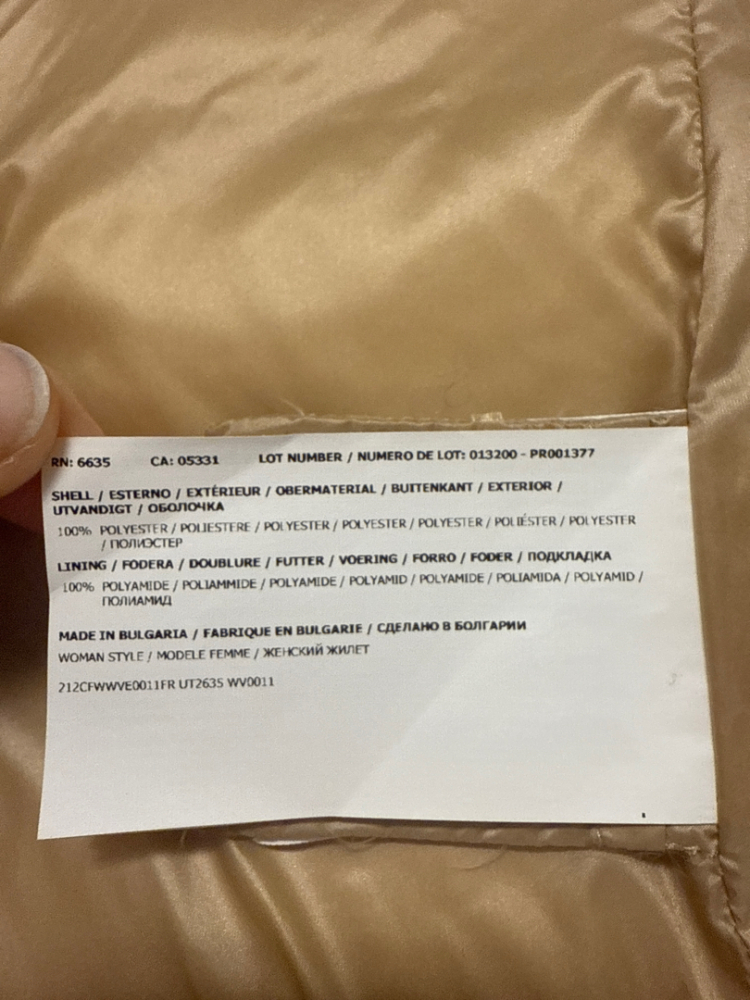 RN: 6635 CA: 05331 LOT NUMBER / NUMERO DE LOT: 013200 - PR001377
SHELL / ESTERNO / EXTÉRIEUR / OBERMATERIAL / BUITENKANT / EXTERIOR /
UTVANDIGT / ОБОЛОЧКА
100% POLYESTER / POLIESTERE / POLYESTER / POLYESTER / POLYESTER / POLIÉSTER / POLYESTER
/ ПОЛИЭСТЕР
LINING / FODERA / DOUBLURE / FUTTER / VOERING / FORRO / FODER / ПОДКЛАДКА
100% POLYAMIDE / POLIAMMIDE / POLYAMIDE / POLYAMID / POLYAMIDE / POLIAMIDA / POLYAMID /
ПОЛИАМИД
MADE IN BULGARIA / FABRIQUE EN BULGARIE / СДЕЛАНО В БОЛГАРИИ
WOMAN STYLE / MODELE FEMME / ЖЕНСКИЙ ЖИЛЕТ
212CFWWVE0011FR UT2635 WV0011